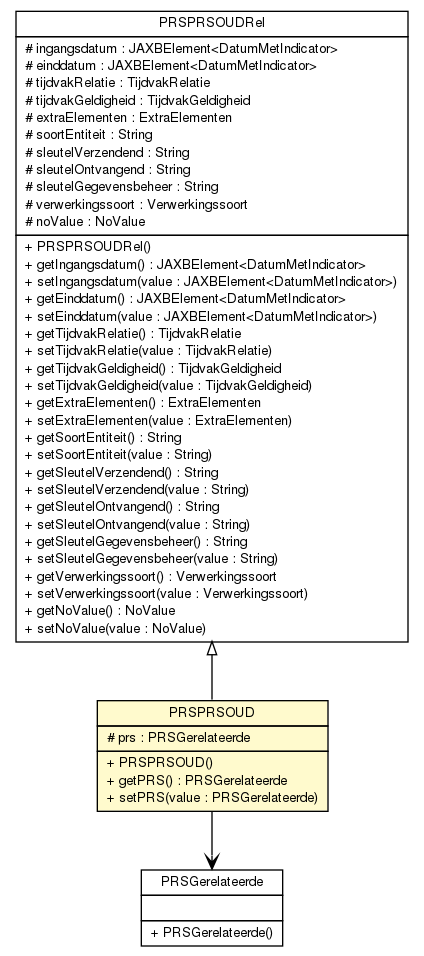 PRSPRSOUDRel
# ingangsdatum : JAXBElement<DatumMetIndicator>
# einddatum : JAXBElement<DatumMetIndicator>
# tijdvakRelatie : TijdvakRelatie
# tijdvakGeldigheid : TijdvakGeldigheid
# extraElementen : ExtraElementen
# soortEntiteit : String
# sleutelVerzendend : String
# sleutelOntvangend : String
# sleutelGegevensbeheer : String
# verwerkingssoort : Verwerkingssoort
# noValue : NoValue
+ PRSPRSOUDRel()
+ getIngangsdatum() : JAXBElement<DatumMetIndicator>
+ setIngangsdatum(value : JAXBElement<DatumMetIndicator>)
+ getEinddatum() : JAXBElement<DatumMetIndicator>
+ setEinddatum(value : JAXBElement<DatumMetIndicator>)
+ getTijdvakRelatie() : TijdvakRelatie
+ setTijdvakRelatie(value : TijdvakRelatie)
+ getTijdvakGeldigheid() : TijdvakGeldigheid
+ setTijdvakGeldigheid(value : TijdvakGeldigheid)
+ getExtraElementen() : ExtraElementen
+ setExtraElementen(value : ExtraElementen)
+ getSoortEntiteit() : String
+ setSoortEntiteit(value : String)
+ getSleutelVerzendend() : String
+ setSleutelVerzendend(value : String)
+ getSleutelOntvangend() : String
+ setSleutelOntvangend(value : String)
+ getSleutelGegevensbeheer() : String
+ setSleutelGegevensbeheer(value : String)
+ getVerwerkingssoort() : Verwerkingssoort
+ setVerwerkingssoort(value : Verwerkingssoort)
+ getNoValue() : NoValue
+ setNoValue(value : NoValue)
PRSPRSOUD
# prs : PRSGerelateerde
+ PRSPRSOUD()
+ getPRS() : PRSGerelateerde
+ setPRS(value : PRSGerelateerde)
PRSGerelateerde
+ PRSGerelateerde()